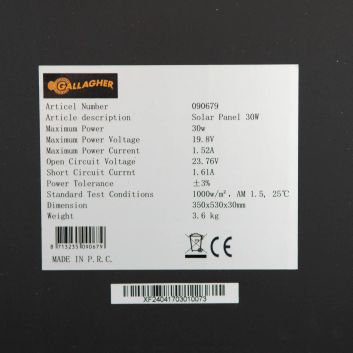 GALLAGHER
Articel Number 090679
Article description Solar Panel 30W
Maximum Power 30w
Maximum Power Voltage 19.8V
Maximum Power Current 1.52A
Open Circuit Voltage 23.76V
Short Circuit Currnt 1.61A
Power Tolerance ±3%
Standard Test Conditions 1000w/m², AM 1.5, 25℃
Dimension 350x530x30mm
Weight 3.6 kg
8713235090679
CE
MADE IN P.R.C.
XF24041703010073